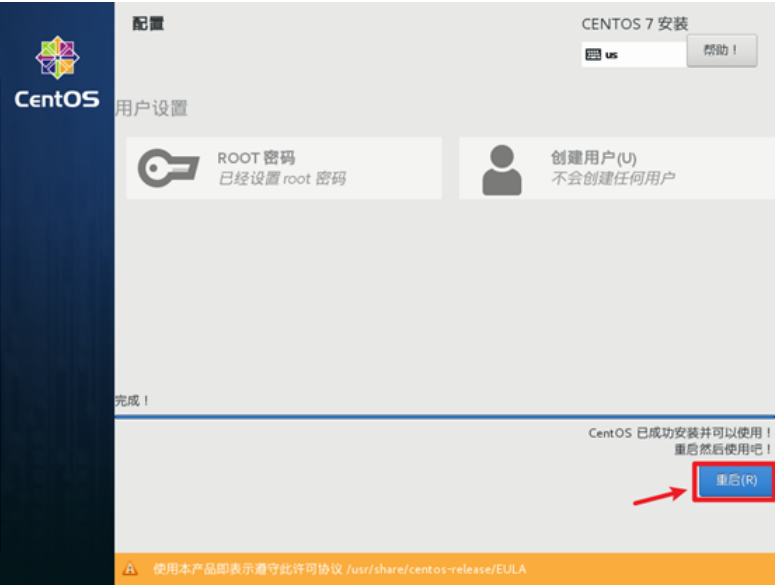 配置
CENTOS 7 安装
us
帮助！
CentOS
用户设置
ROOT 密码
已经设置 root 密码
创建用户(U)
不会创建任何用户
完成！
CentOS 已成功安装并可以使用！
重启然后使用吧！
重启(R)
使用本产品即表示遵守此许可协议 /usr/share/centos-release/EULA